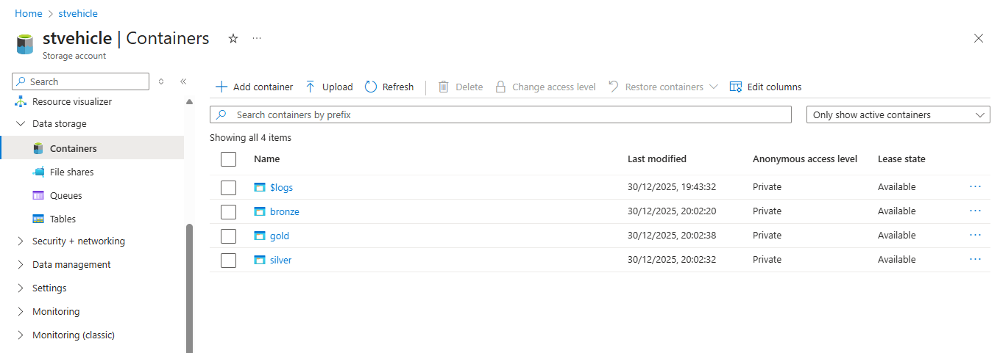 Home > stvehicle
stvehicle | Containers
Storage account
Search
Resource visualizer
Data storage
Containers
File shares
Queues
Tables
Security + networking
Data management
Settings
Monitoring
Monitoring (classic)
Add container Upload Refresh Delete Change access level Restore containers Edit columns
Search containers by prefix Only show active containers
Showing all 4 items
Name Last modified Anonymous access level Lease state
$logs 30/12/2025, 19:43:32 Private Available
bronze 30/12/2025, 20:02:20 Private Available
gold 30/12/2025, 20:02:38 Private Available
silver 30/12/2025, 20:02:32 Private Available